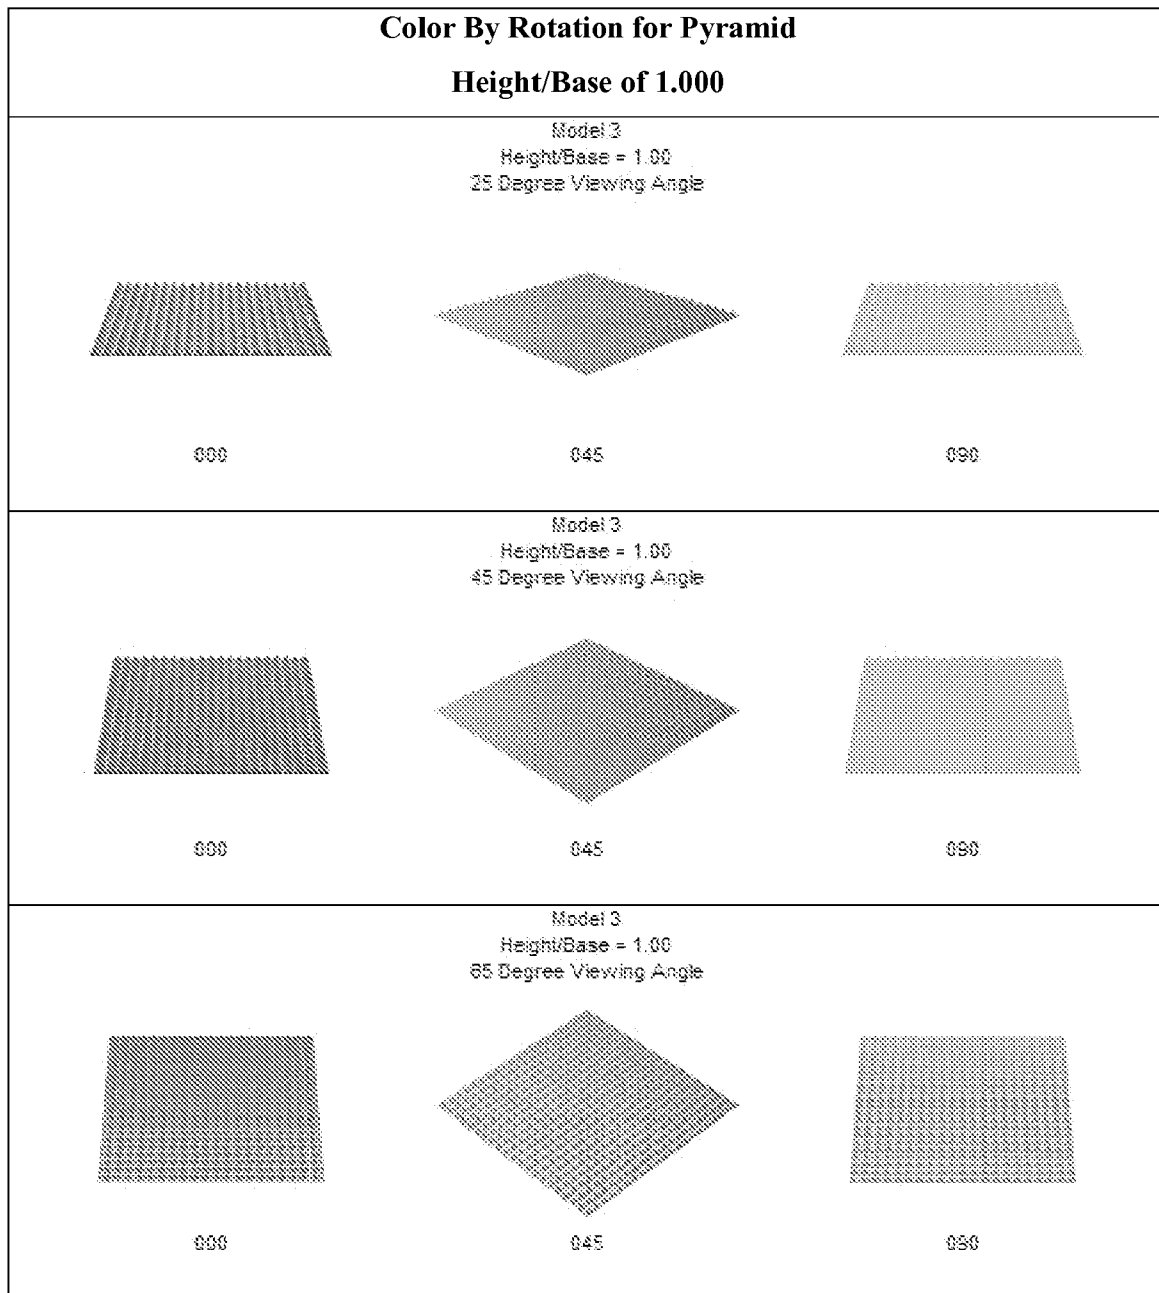 Color By Rotation for Pyramid
Height/Base of 1.000
Model 3
Height/Base = 1.00
25 Degree Viewing Angle
000 045 090
Model 3
Height/Base = 1.00
45 Degree Viewing Angle
000 045 090
Model 3
Height/Base = 1.00
65 Degree Viewing Angle
000 045 090